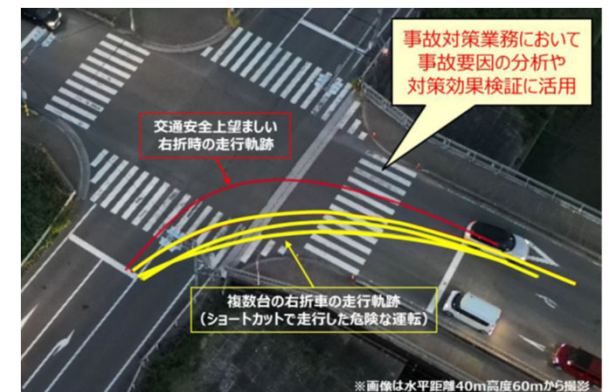 事故対策業務において
事故要因の分析や
対策効果検証に活用
交通安全上望ましい
右折時の走行軌跡
複数台の右折車の走行軌跡
（ショートカットで走行した危険な運転）
※画像は水平距離40m高度60mから撮影